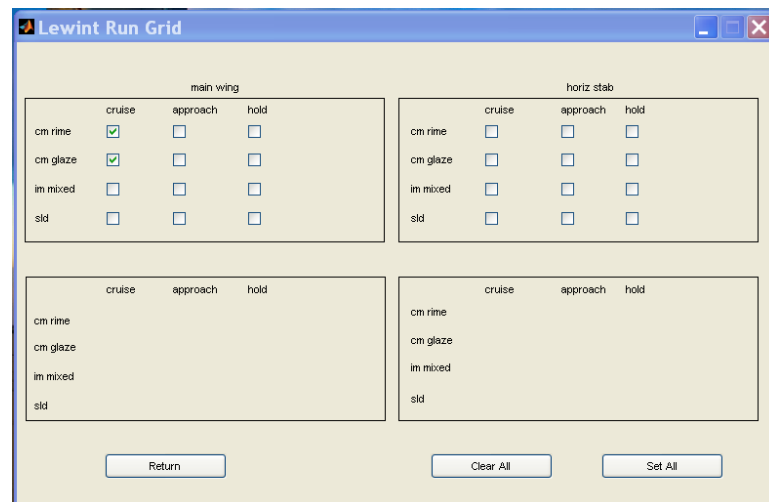 Lewint Run Grid
main wing horiz stab
cruise approach hold cruise approach hold
cm rime cm rime
cm glaze cm glaze
im mixed im mixed
sld sld
cruise approach hold cruise approach hold
cm rime cm rime
cm glaze cm glaze
im mixed im mixed
sld sld
Return Clear All Set All